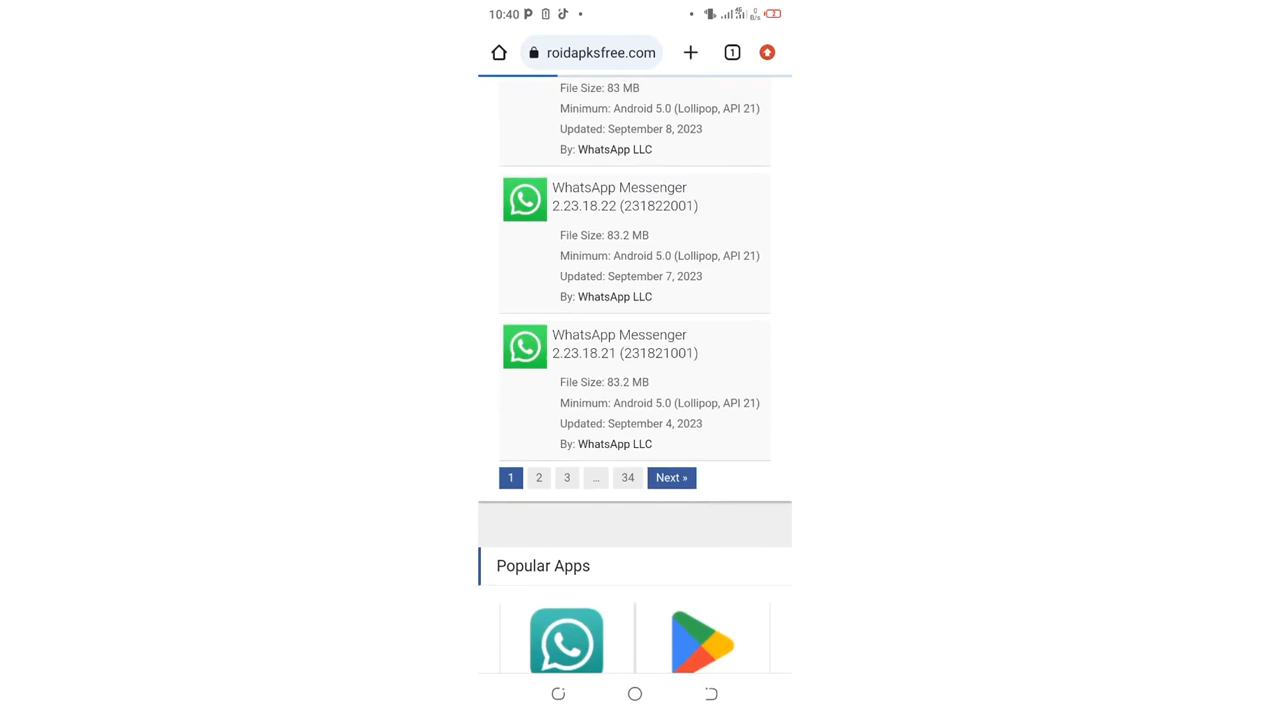 10:40
roidapksfree.com
1
File Size: 83 MB
Minimum: Android 5.0 (Lollipop, API 21)
Updated: September 8, 2023
By: WhatsApp LLC
WhatsApp Messenger
2.23.18.22 (231822001)
File Size: 83.2 MB
Minimum: Android 5.0 (Lollipop, API 21)
Updated: September 7, 2023
By: WhatsApp LLC
WhatsApp Messenger
2.23.18.21 (231821001)
File Size: 83.2 MB
Minimum: Android 5.0 (Lollipop, API 21)
Updated: September 4, 2023
By: WhatsApp LLC
1 2 3 … 34 Next »
Popular Apps